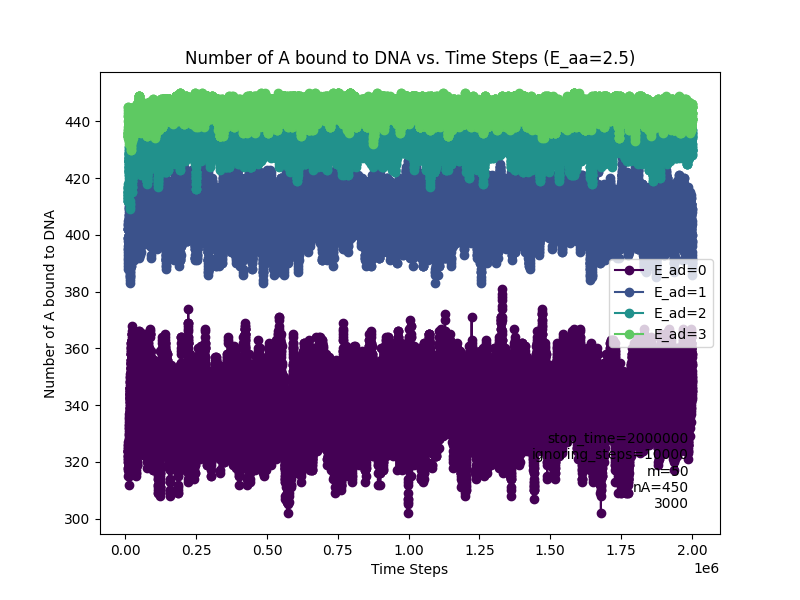 Number of A bound to DNA vs. Time Steps (E_aa=2.5)
Number of A bound to DNA
440
420
400
380
360
340
320
300
E_ad=0
E_ad=1
E_ad=2
E_ad=3
stop_time=2000000
ignoring_steps=10000
nA=450
3000
0.00 0.25 0.50 0.75 1.00 1.25 1.50 1.75 2.00
1e6
Time Steps